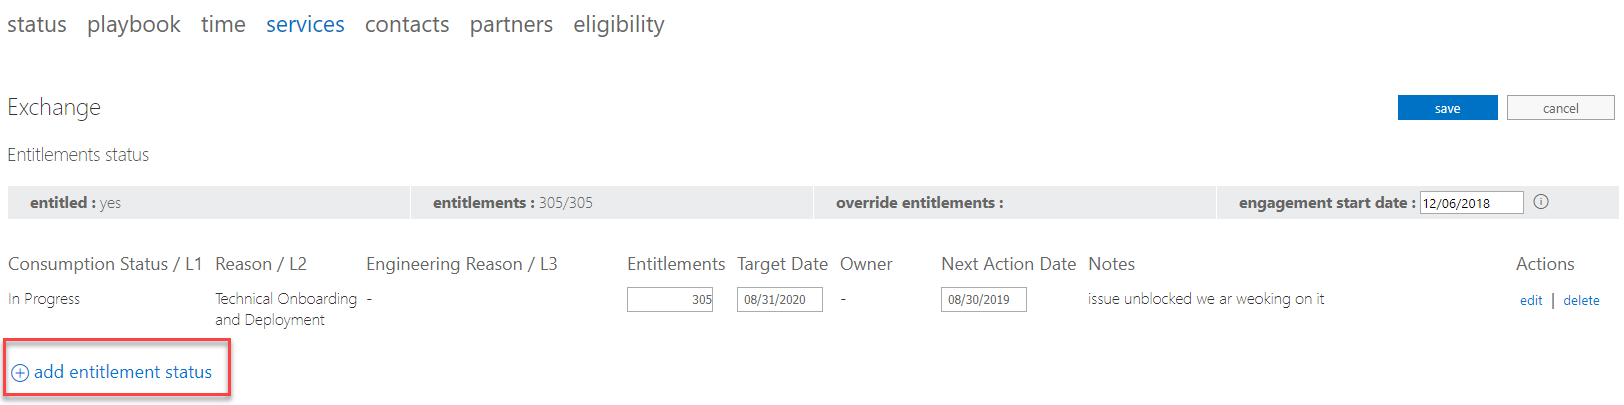 status playbook time services contacts partners eligibility
Exchange
save cancel
Entitlements status
entitled : yes entitlements : 305/305 override entitlements : engagement start date : 12/06/2018
Consumption Status / L1 Reason / L2 Engineering Reason / L3 Entitlements Target Date Owner Next Action Date Notes Actions
In Progress Technical Onboarding - 305 08/31/2020 - 08/30/2019 issue unblocked we ar weoking on it edit | delete
and Deployment
add entitlement status